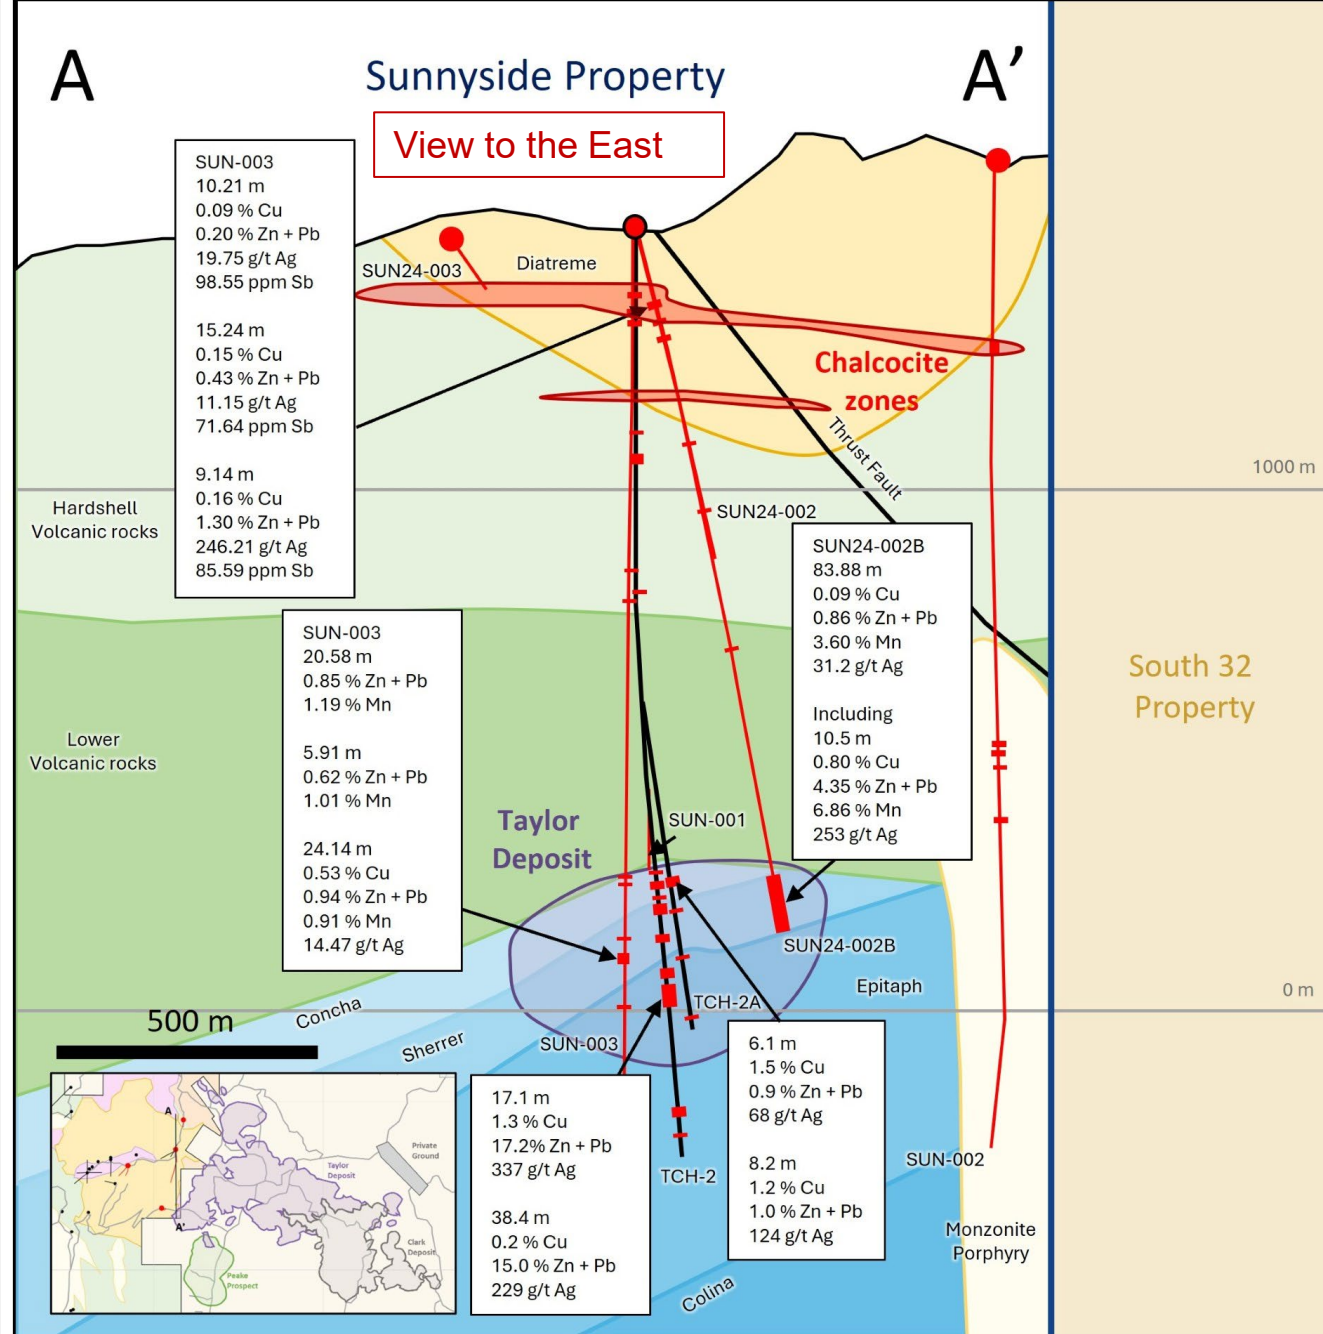 A
Sunnyside Property
A’
View to the East
SUN-003
10.21 m
0.09 % Cu
0.20 % Zn + Pb
19.75 g/t Ag
98.55 ppm Sb
15.24 m
0.15 % Cu
0.43 % Zn + Pb
11.15 g/t Ag
71.64 ppm Sb
9.14 m
0.16 % Cu
1.30 % Zn + Pb
246.21 g/t Ag
85.59 ppm Sb
SUN24-003
Diatreme
Chalcocite
zones
Thrust Fault
1000 m
Hardshell
Volcanic rocks
SUN24-002
SUN24-002B
83.88 m
0.09 % Cu
0.86 % Zn + Pb
3.60 % Mn
31.2 g/t Ag
Including
10.5 m
0.80 % Cu
4.35 % Zn + Pb
6.86 % Mn
253 g/t Ag
SUN-003
20.58 m
0.85 % Zn + Pb
1.19 % Mn
5.91 m
0.62 % Zn + Pb
1.01 % Mn
24.14 m
0.53 % Cu
0.94 % Zn + Pb
0.91 % Mn
14.47 g/t Ag
South 32
Property
Lower
Volcanic rocks
Taylor
Deposit
SUN-001
SUN24-002B
Epitaph
0 m
TCH-2A
Concha
500 m
Sherrer
SUN-003
6.1 m
1.5 % Cu
0.9 % Zn + Pb
68 g/t Ag
8.2 m
1.2 % Cu
1.0 % Zn + Pb
124 g/t Ag
17.1 m
1.3 % Cu
17.2% Zn + Pb
337 g/t Ag
38.4 m
0.2 % Cu
15.0 % Zn + Pb
229 g/t Ag
TCH-2
SUN-002
Monzonite
Porphyry
Colina
A
Private
Ground
Taylor
Deposit
A'
Clark
Deposit
Peake
Prospect